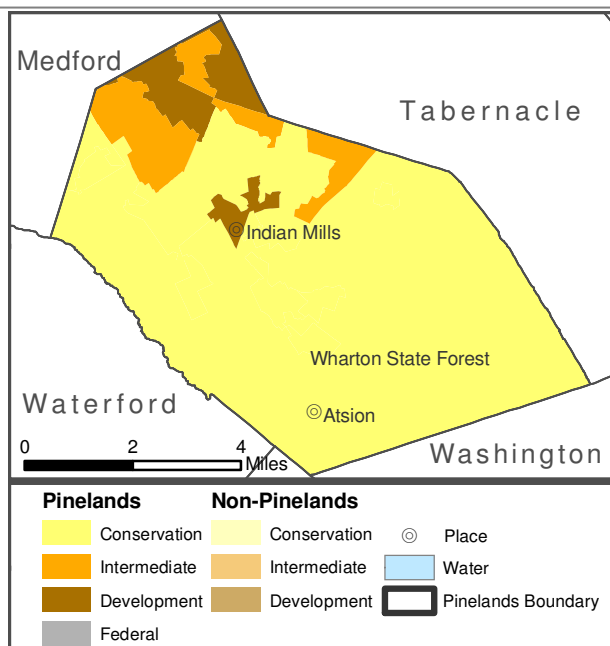 Medford
Tabernacle
Indian Mills
Wharton State Forest
Waterford
Atsion
0 2 4
Miles
Washington
Pinelands Non-Pinelands
Conservation Conservation Place
Intermediate Intermediate Water
Development Development Pinelands Boundary
Federal